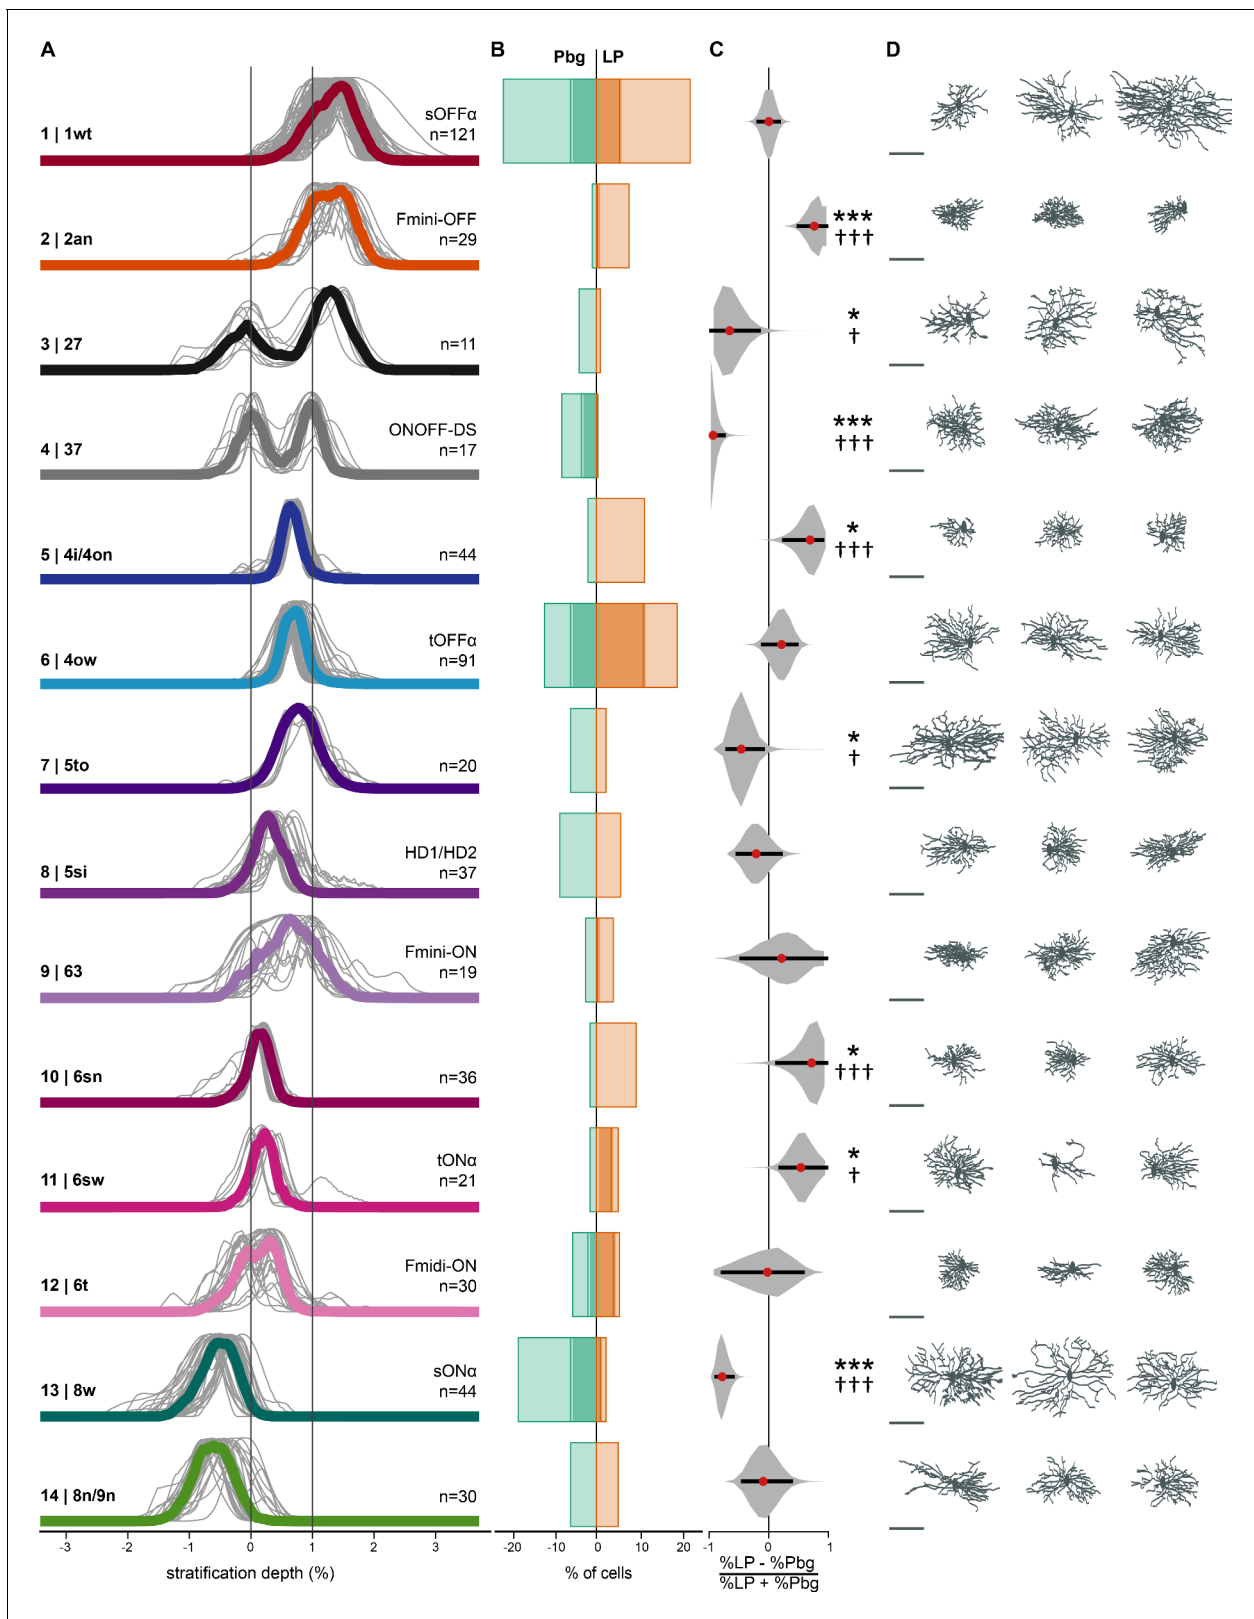 A
B
C
D
Pbg LP
1 | 1wt
sOFFα
n=121
2 | 2an
Fmini-OFF
n=29
***
†††
3 | 27
n=11
*
†
4 | 37
ONOFF-DS
n=17
***
†††
5 | 4i/4on
n=44
*
†††
6 | 4ow
tOFFα
n=91
7 | 5to
n=20
*
†
8 | 5si
HD1/HD2
n=37
9 | 63
Fmini-ON
n=19
10 | 6sn
n=36
*
†††
11 | 6sw
tONα
n=21
*
†
12 | 6t
Fmidi-ON
n=30
13 | 8w
sONα
n=44
***
†††
14 | 8n/9n
n=30
-3 -2 -1 0 1 2 3
stratification depth (%)
-20 -10 0 10 20
% of cells
-1 0 1
%LP - %Pbg
%LP + %Pbg